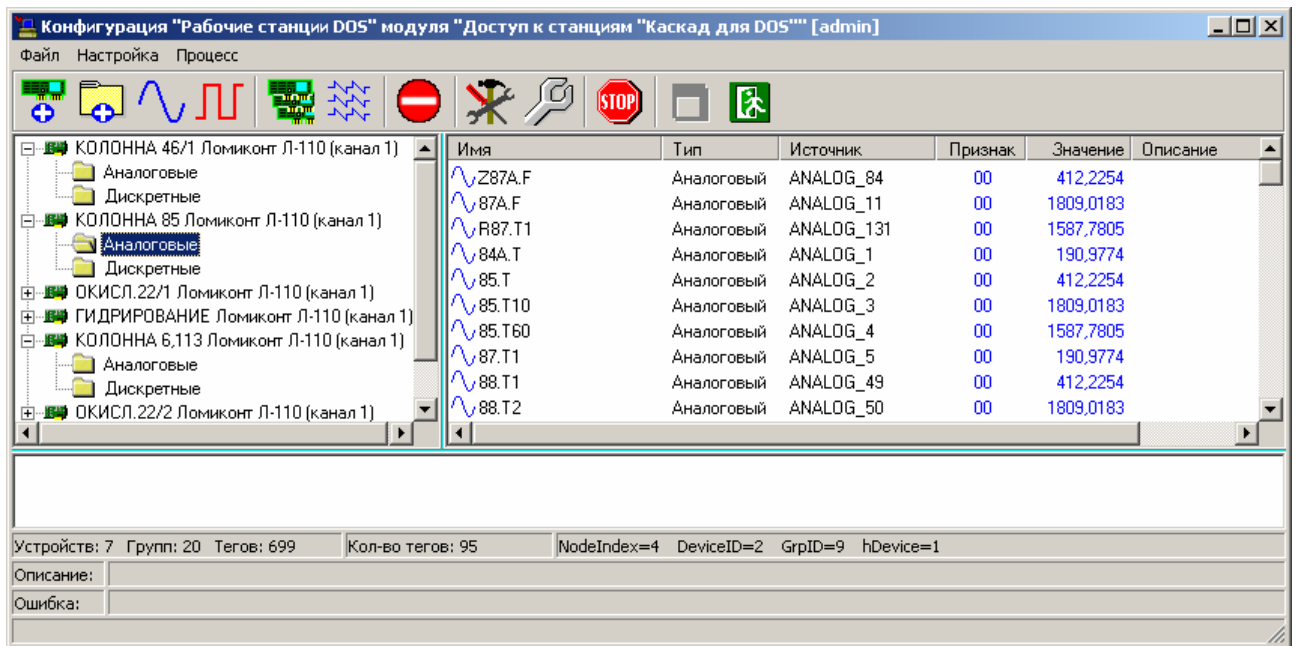 Конфигурация "Рабочие станции DOS" модуля "Доступ к станциям "Каскад для DOS"" [admin]
Файл Настройка Процесс
STOP
КОЛОННА 46/1 Ломиконт Л-110 (канал 1)
Аналоговые
Дискретные
КОЛОННА 85 Ломиконт Л-110 (канал 1)
Аналоговые
Дискретные
ОКИСЛ.22/1 Ломиконт Л-110 (канал 1)
ГИДРИРОВАНИЕ Ломиконт Л-110 (канал 1)
КОЛОННА 6,113 Ломиконт Л-110 (канал 1)
Аналоговые
Дискретные
ОКИСЛ.22/2 Ломиконт Л-110 (канал 1)
Имя Тип Источник Признак Значение Описание
Z87A.F Аналоговый ANALOG_84 00 412,2254
87A.F Аналоговый ANALOG_11 00 1809,0183
R87.T1 Аналоговый ANALOG_131 00 1587,7805
84A.T Аналоговый ANALOG_1 00 190,9774
85.T Аналоговый ANALOG_2 00 412,2254
85.T10 Аналоговый ANALOG_3 00 1809,0183
85.T60 Аналоговый ANALOG_4 00 1587,7805
87.T1 Аналоговый ANALOG_5 00 190,9774
88.T1 Аналоговый ANALOG_49 00 412,2254
88.T2 Аналоговый ANALOG_50 00 1809,0183
Устройств: 7 Групп: 20 Тегов: 699 Кол-во тегов: 95 NodeIndex=4 DeviceID=2 GrpID=9 hDevice=1
Описание:
Ошибка: